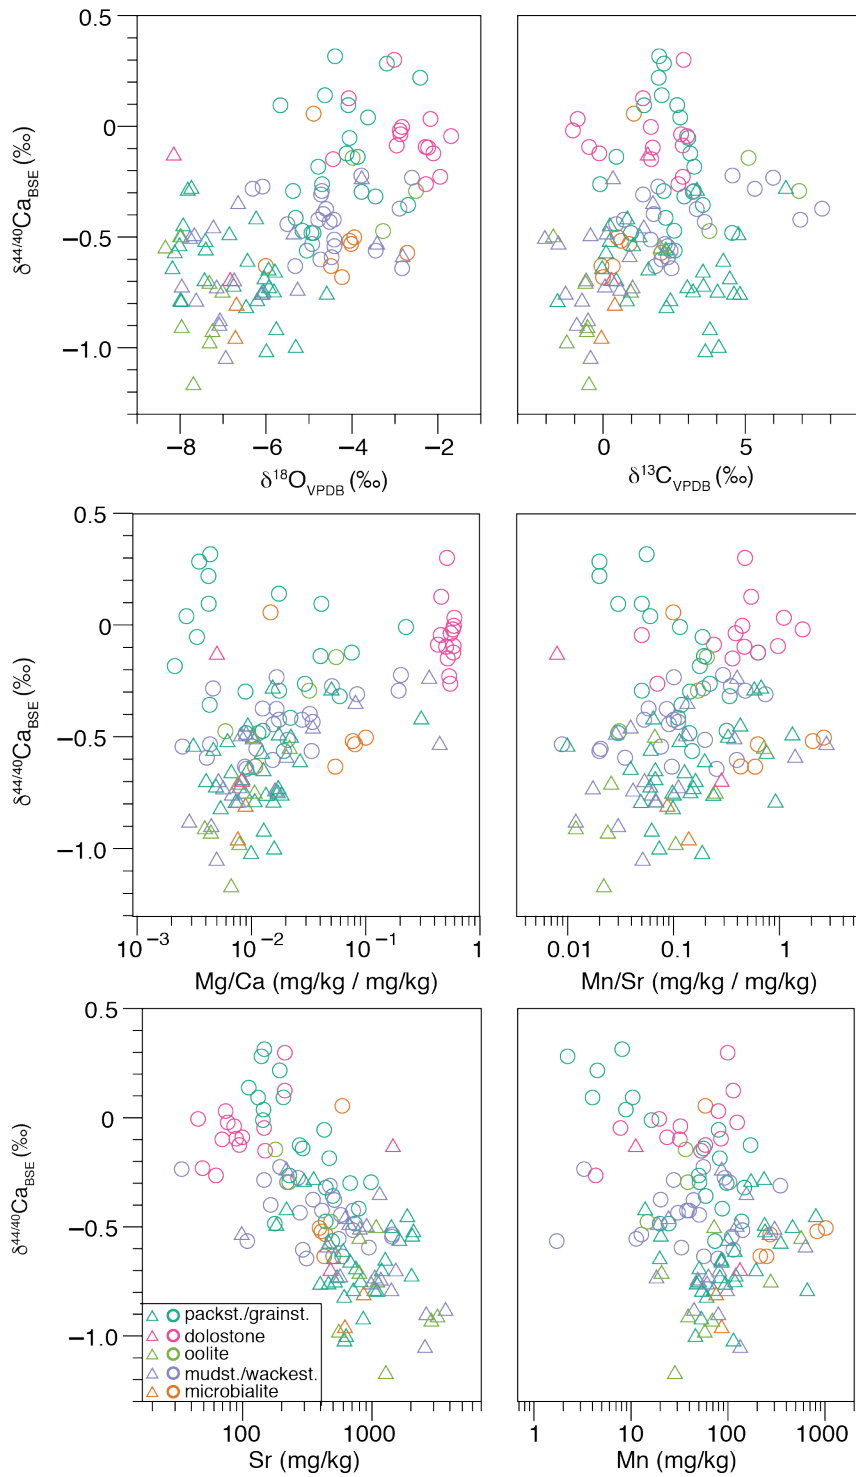 0.5
0
−0.5
−1.0
δ44/40CaBSE (‰)
−8 −6 −4 −2
δ18OVPDB (‰)
0 5
δ13CVPDB (‰)
0.5
0
−0.5
−1.0
δ44/40CaBSE (‰)
10−3 10−2 10−1 1
Mg/Ca (mg/kg / mg/kg)
0.01 0.1 1
Mn/Sr (mg/kg / mg/kg)
0.5
0
−0.5
−1.0
δ44/40CaBSE (‰)
packst./grainst.
dolostone
oolite
mudst./wackest.
microbialite
100 1000
Sr (mg/kg)
1 10 100 1000
Mn (mg/kg)